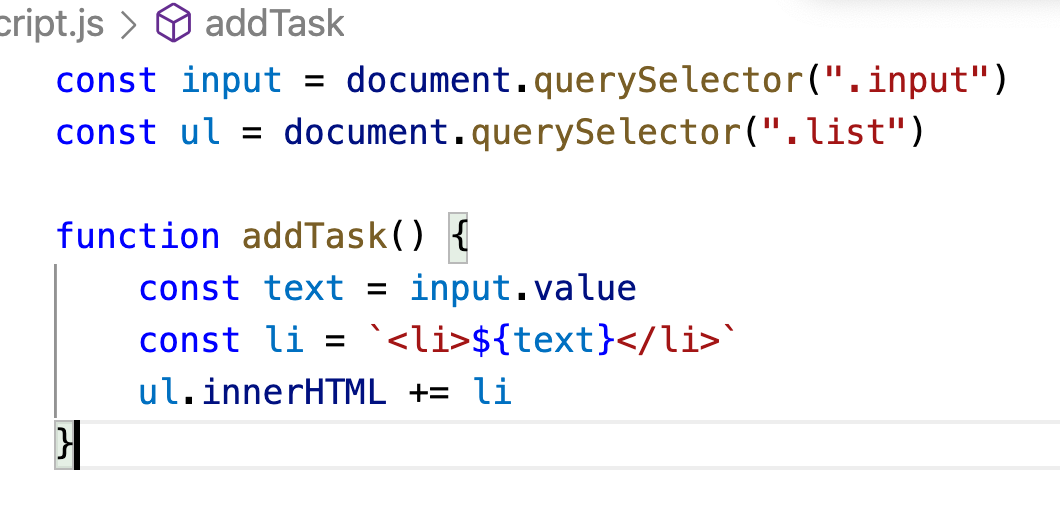 cript.js > addTask
const input = document.querySelector(".input")
const ul = document.querySelector(".list")
function addTask() {
    const text = input.value
    const li = `<li>${text}</li>`
    ul.innerHTML += li
}